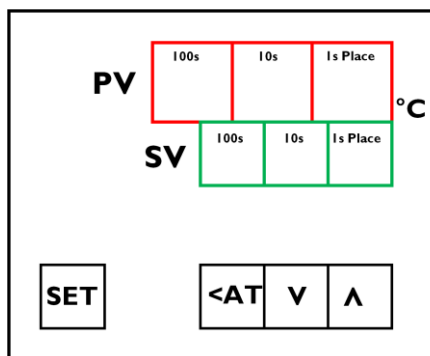 100s 10s 1s Place
PV
°C
100s 10s 1s Place
SV
SET <AT V Λ